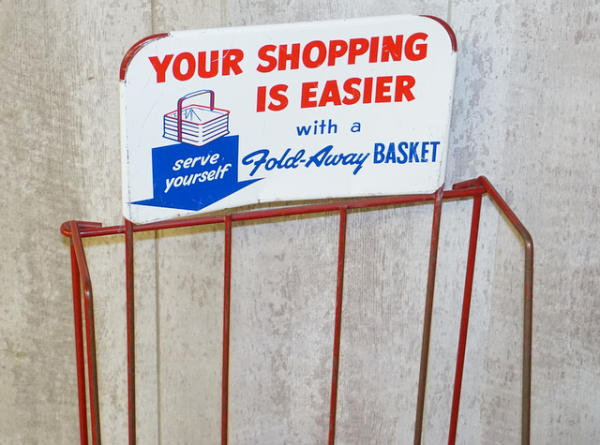 YOUR SHOPPING
IS EASIER
with a
Fold-Away BASKET
serve
yourself